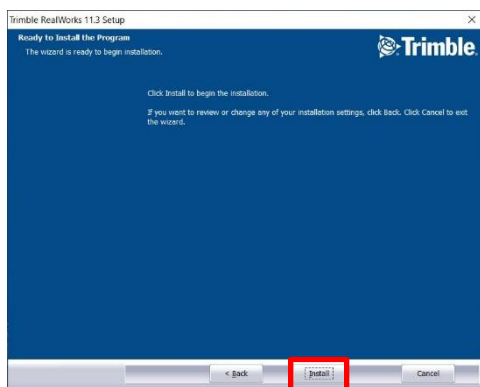 Trimble RealWorks 11.3 Setup
Ready to Install the Program
The wizard is ready to begin installation.
Trimble.
Click Install to begin the installation.
If you want to review or change any of your installation settings, click Back. Click Cancel to exit
the wizard.
< Back
Install
Cancel